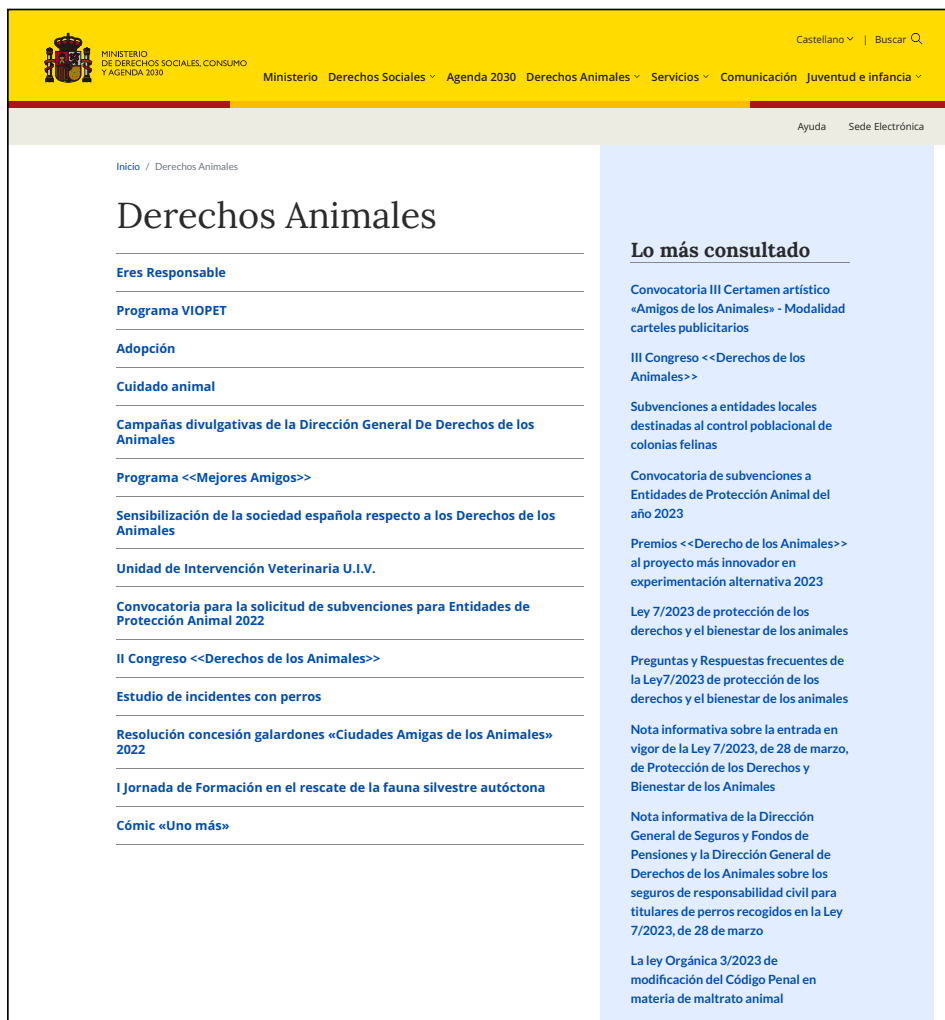 MINISTERIO
DE DERECHOS SOCIALES, CONSUMO
Y AGENDA 2030
Castellano | Buscar
Ministerio Derechos Sociales Agenda 2030 Derechos Animales Servicios Comunicación Juventud e infancia
Ayuda Sede Electrónica
Inicio / Derechos Animales
Derechos Animales
Eres Responsable
Programa VIOPET
Adopción
Cuidado animal
Campañas divulgativas de la Dirección General De Derechos de los
Animales
Programa <<Mejores Amigos>>
Sensibilización de la sociedad española respecto a los Derechos de los
Animales
Unidad de Intervención Veterinaria U.I.V.
Convocatoria para la solicitud de subvenciones para Entidades de
Protección Animal 2022
II Congreso <<Derechos de los Animales>>
Estudio de incidentes con perros
Resolución concesión galardones «Ciudades Amigas de los Animales»
2022
I Jornada de Formación en el rescate de la fauna silvestre autóctona
Cómic «Uno más»
Lo más consultado
Convocatoria III Certamen artístico
«Amigos de los Animales» - Modalidad
carteles publicitarios
III Congreso <<Derechos de los
Animales>>
Subvenciones a entidades locales
destinadas al control poblacional de
colonias felinas
Convocatoria de subvenciones a
Entidades de Protección Animal del
año 2023
Premios <<Derecho de los Animales>>
al proyecto más innovador en
experimentación alternativa 2023
Ley 7/2023 de protección de los
derechos y el bienestar de los animales
Preguntas y Respuestas frecuentes de
la Ley7/2023 de protección de los
derechos y el bienestar de los animales
Nota informativa sobre la entrada en
vigor de la Ley 7/2023, de 28 de marzo,
de Protección de los Derechos y
Bienestar de los Animales
Nota informativa de la Dirección
General de Seguros y Fondos de
Pensiones y la Dirección General de
Derechos de los Animales sobre los
seguros de responsabilidad civil para
titulares de perros recogidos en la Ley
7/2023, de 28 de marzo
La ley Orgánica 3/2023 de
modificación del Código Penal en
materia de maltrato animal